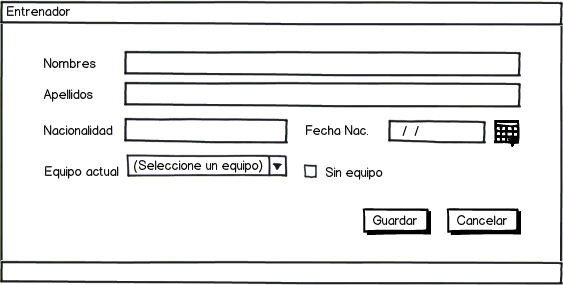 Entrenador
Nombres
Apellidos
Nacionalidad Fecha Nac. / /
Equipo actual (Seleccione un equipo) Sin equipo
Guardar Cancelar